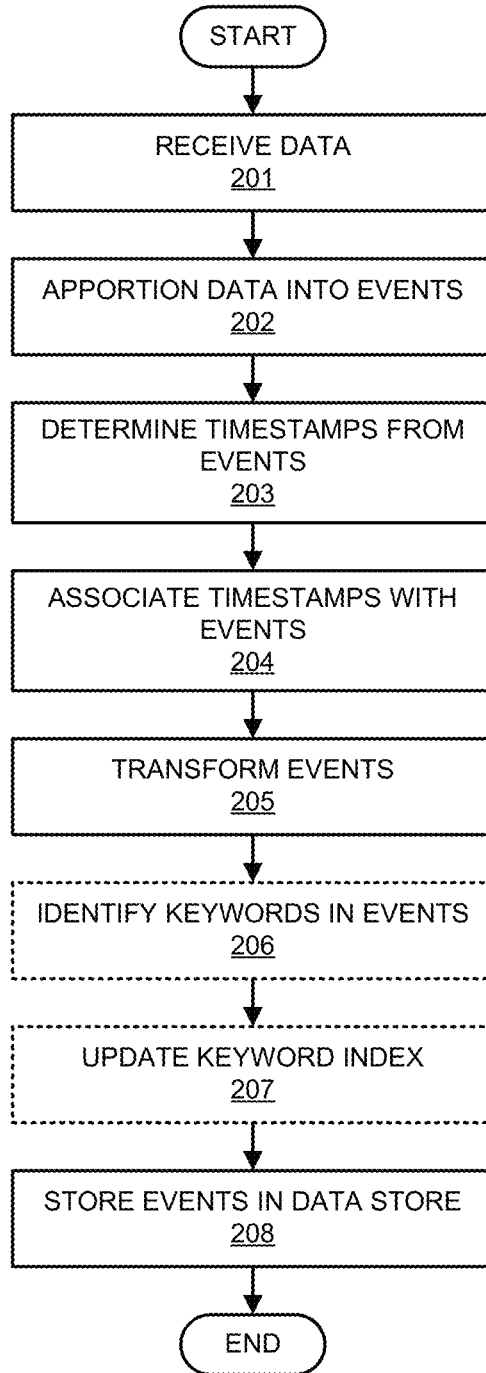 START
RECEIVE DATA
201
APPORTION DATA INTO EVENTS
202
DETERMINE TIMESTAMPS FROM
EVENTS
203
ASSOCIATE TIMESTAMPS WITH
EVENTS
204
TRANSFORM EVENTS
205
IDENTIFY KEYWORDS IN EVENTS
206
UPDATE KEYWORD INDEX
207
STORE EVENTS IN DATA STORE
208
END